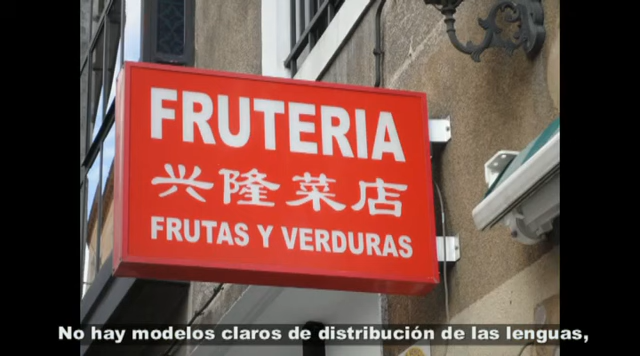 FRUTERIA
兴隆菜店
FRUTAS Y VERDURAS
No hay modelos claros de distribución de las lenguas,